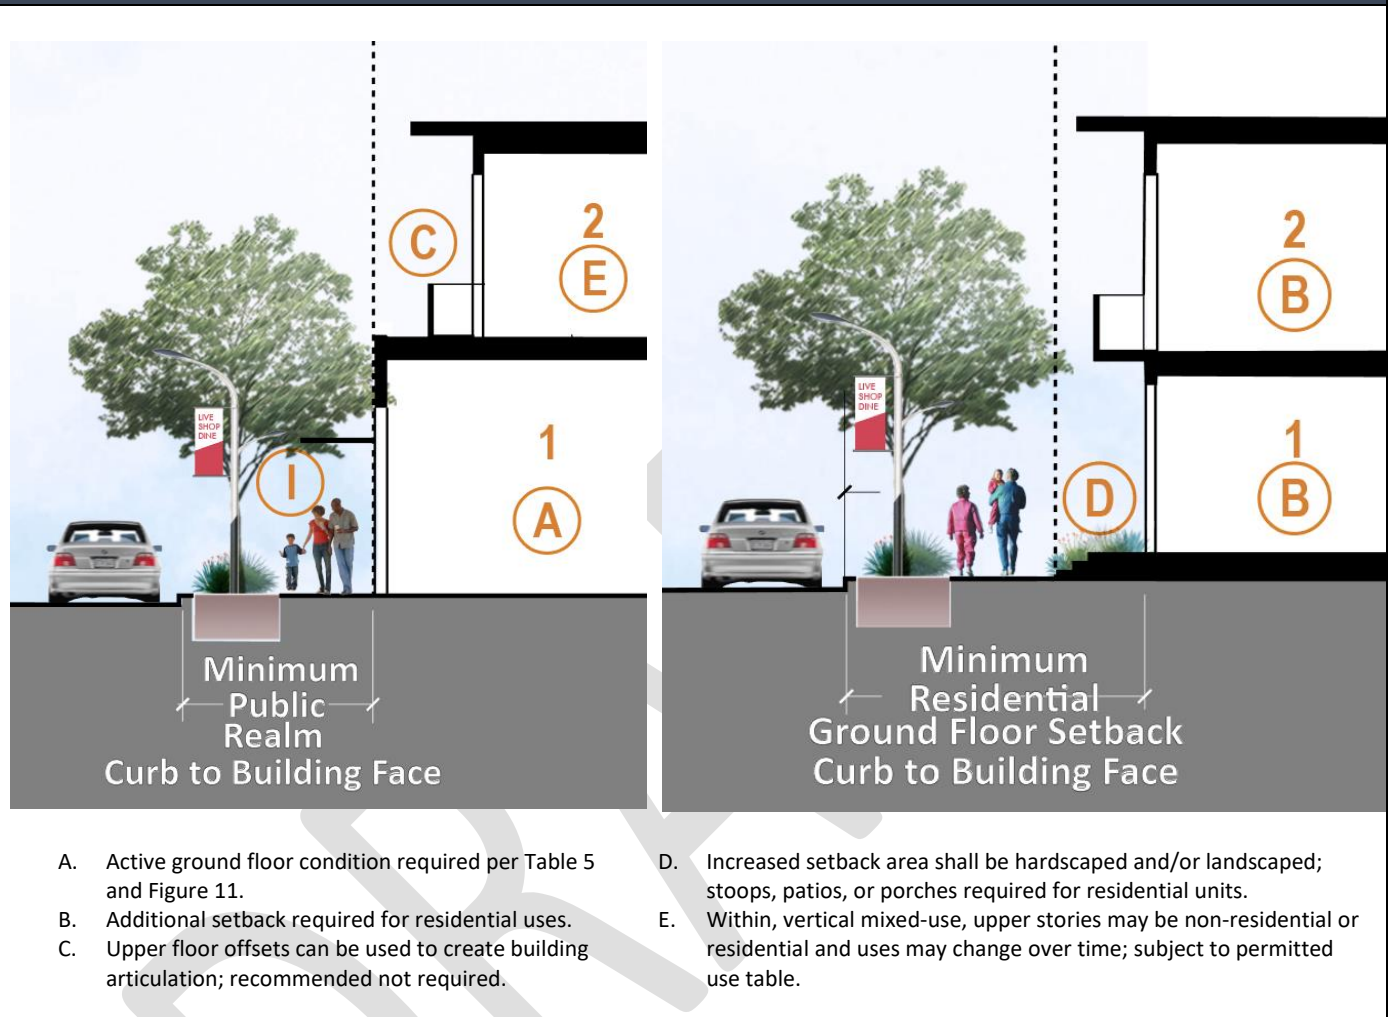 C
2
E
LIVE
SHOP
DINE
I
1
A
Minimum
Public
Realm
Curb to Building Face
2
B
LIVE
SHOP
DINE
1
D
B
Minimum
Residential
Ground Floor Setback
Curb to Building Face
A. Active ground floor condition required per Table 5
and Figure 11.
B. Additional setback required for residential uses.
C. Upper floor offsets can be used to create building
articulation; recommended not required.
D. Increased setback area shall be hardscaped and/or landscaped;
stoops, patios, or porches required for residential units.
E. Within, vertical mixed-use, upper stories may be non-residential or
residential and uses may change over time; subject to permitted
use table.